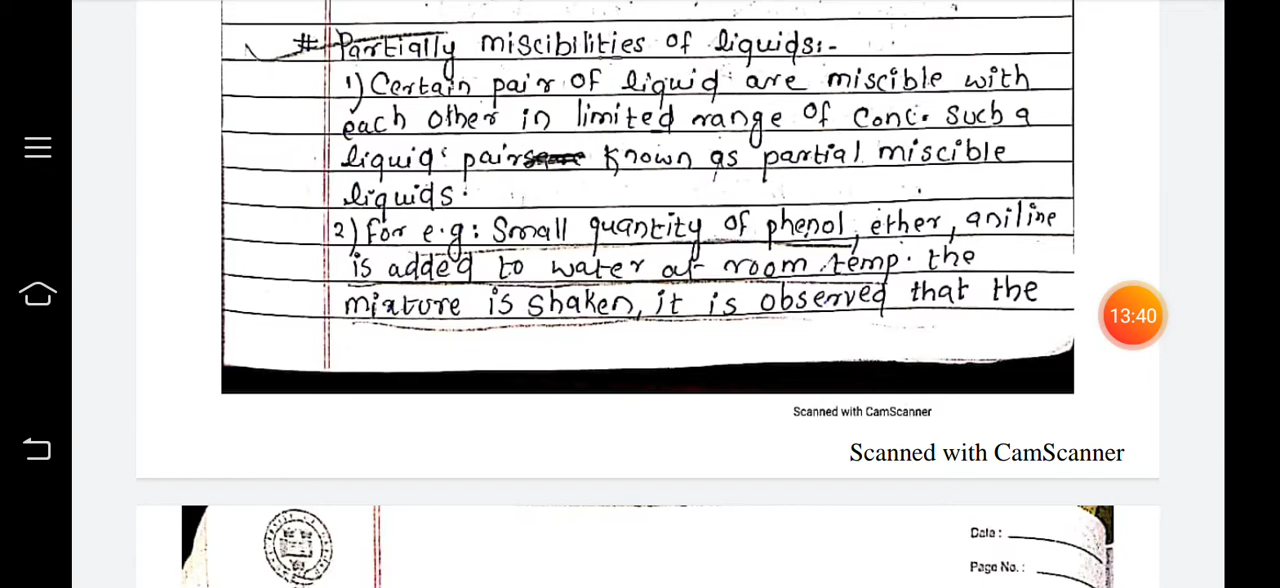 # Partially miscibilities of liquids:-
1) Certain pair of liquid are miscible with
each other in limited range of conc. Such a
liquid pairs known as partial miscible
liquids.
2) For e.g: Small quantity of phenol, ether, aniline
is added to water at room temp. the
mixture is shaken, it is observed that the
13:40
Scanned with CamScanner
Scanned with CamScanner
Date:
Page No.: